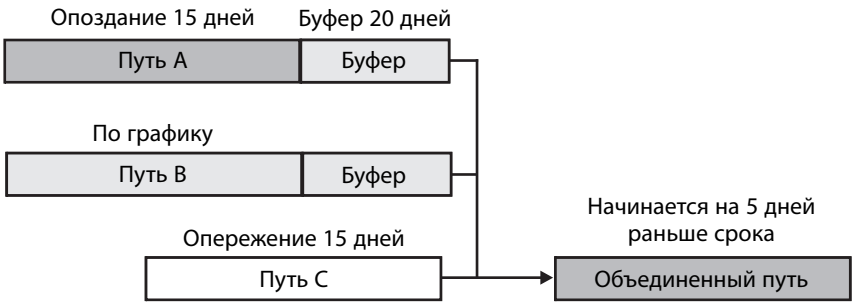 Опоздание 15 дней
Буфер 20 дней
Путь A
Буфер
По графику
Путь B
Буфер
Опережение 15 дней
Путь C
Начинается на 5 дней
раньше срока
Объединенный путь